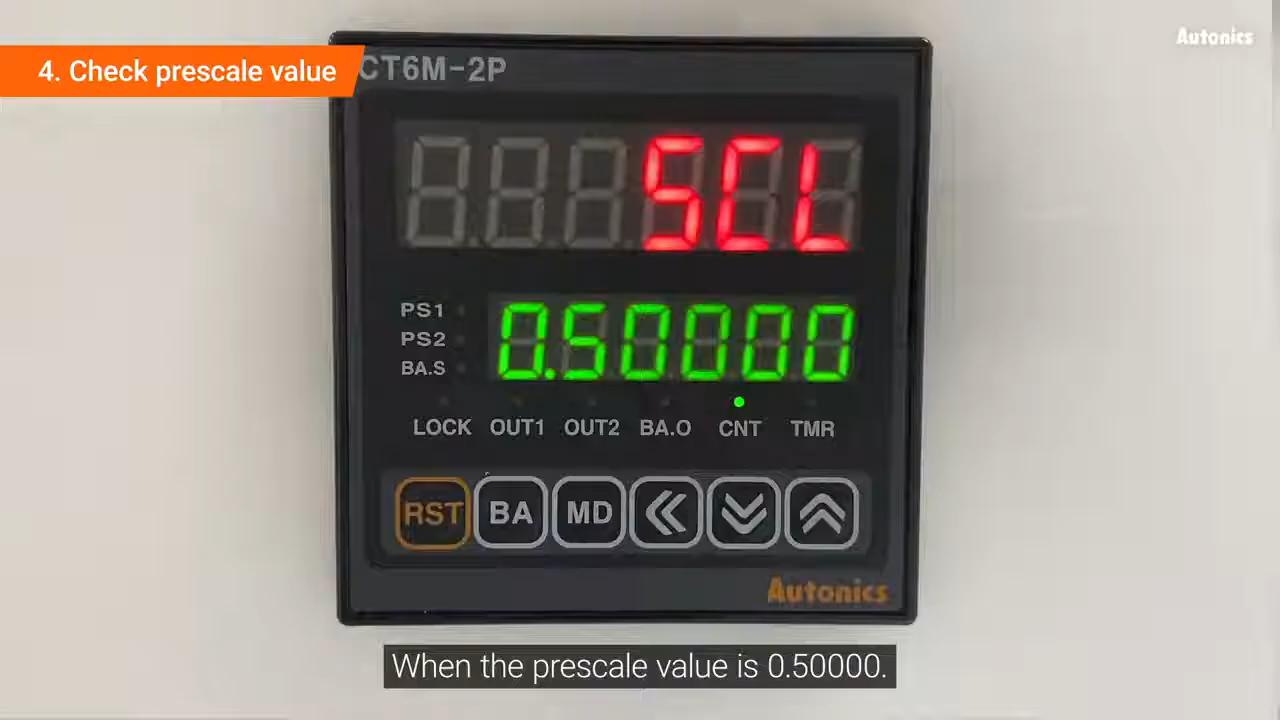 Autonics
4. Check prescale value
CT6M-2P
SCL
PS1
PS2
BA.S
0.50000
LOCK OUT1 OUT2 BA.O CNT TMR
RST BA MD
Autonics
When the prescale value is 0.50000.